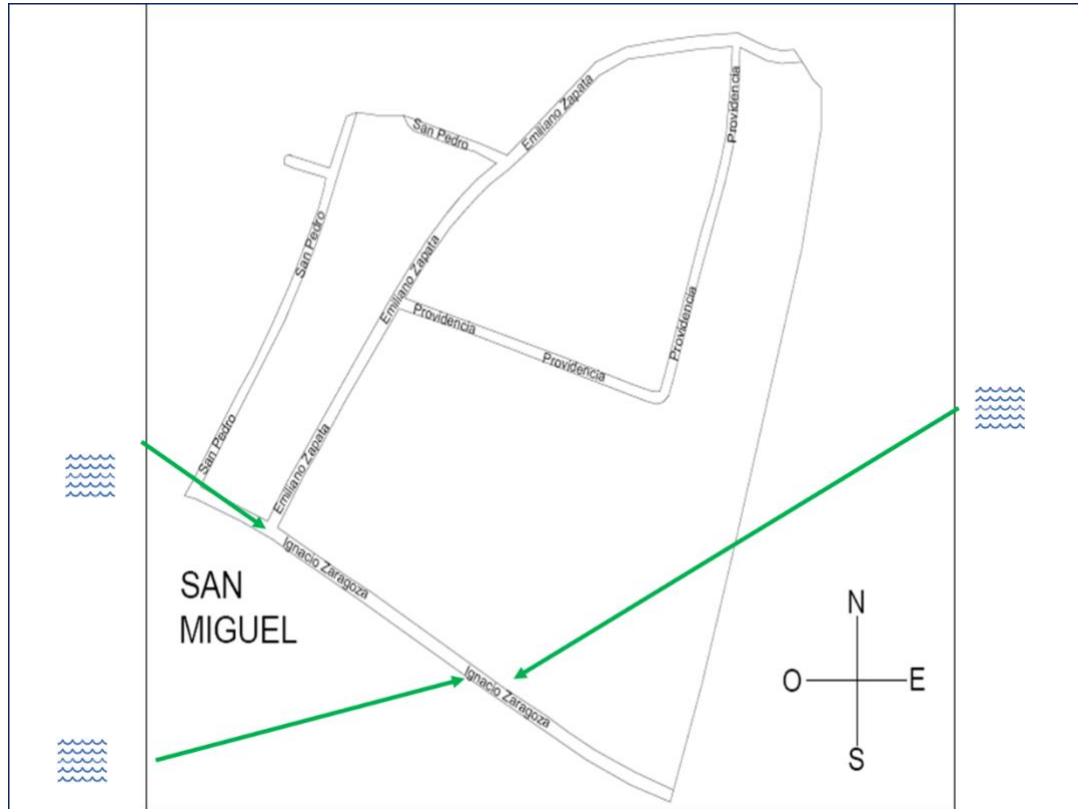 Emiliano Zapata
Providencia
San Pedro
San Pedro
Emiliano Zapata
Providencia
Providencia
Providencia
San Pedro
Emiliano Zapata
Ignacio Zaragoza
SAN
MIGUEL
Ignacio Zaragoza
N
O
E
S